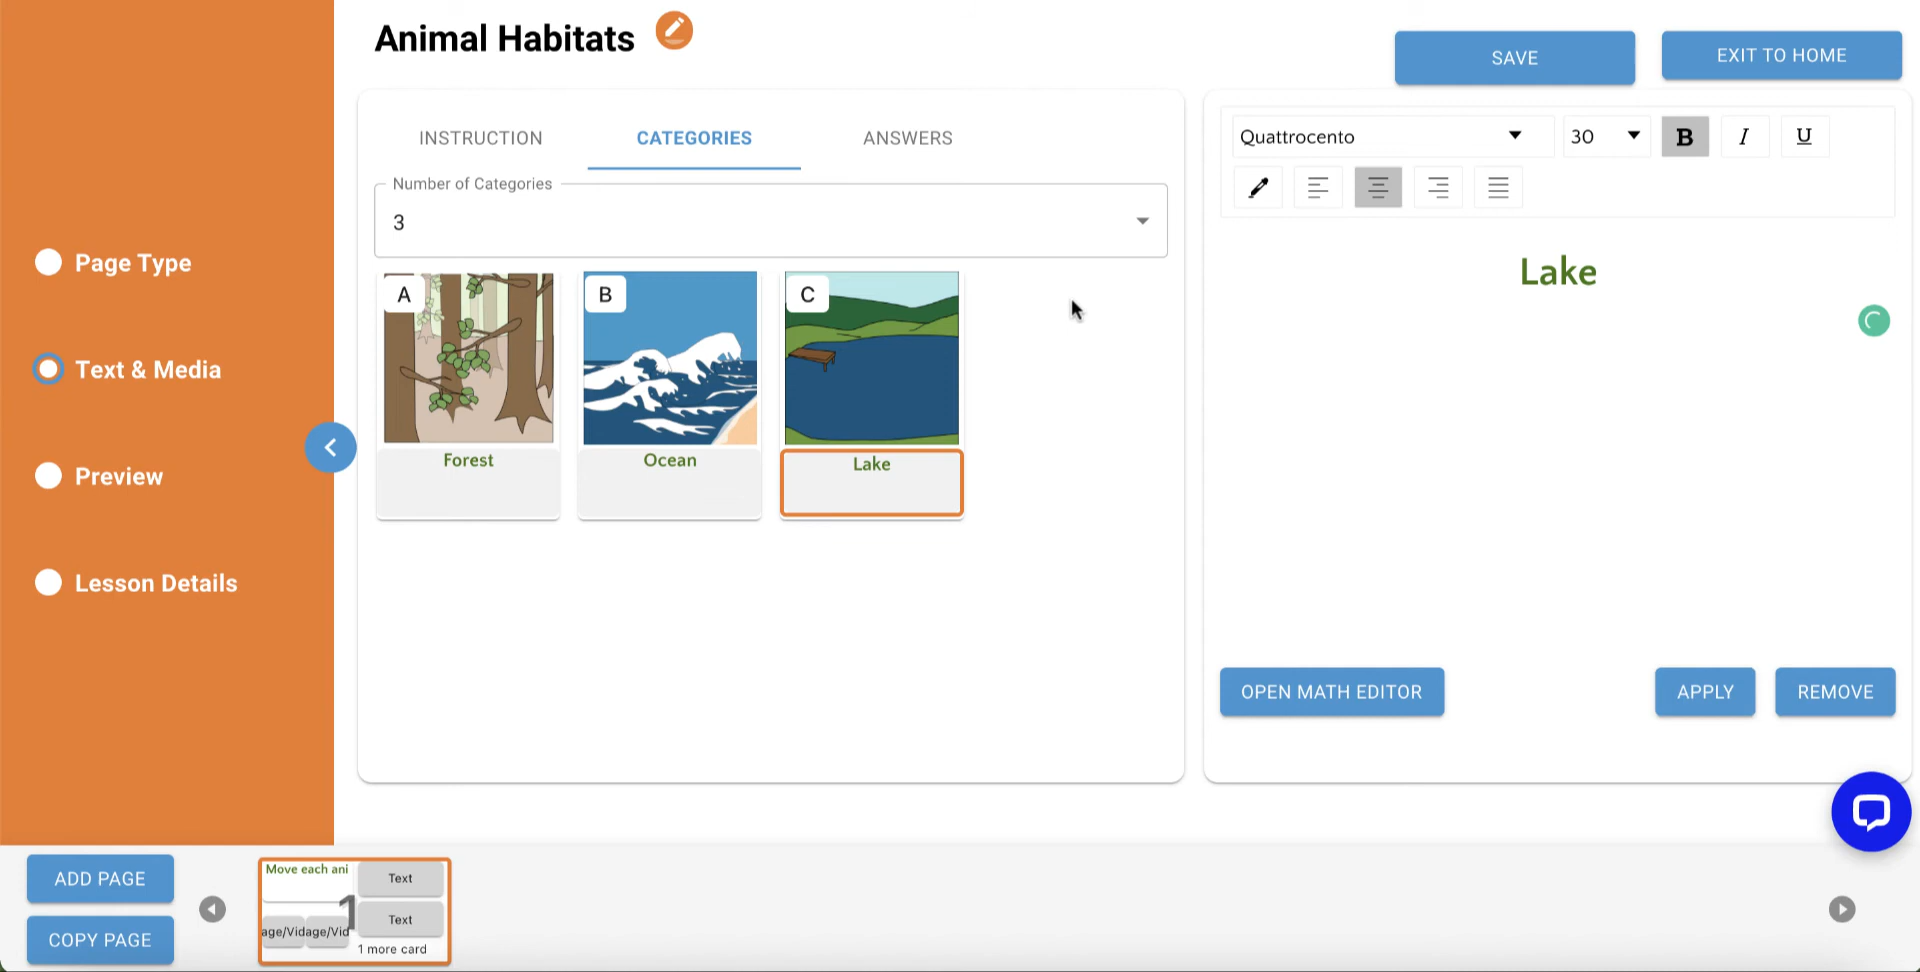 Animal Habitats
SAVE
EXIT TO HOME
Page Type
Text & Media
Preview
Lesson Details
INSTRUCTION
CATEGORIES
ANSWERS
Number of Categories
3
A
B
C
Forest
Ocean
Lake
Quattrocento
30
B
I
U
Lake
OPEN MATH EDITOR
APPLY
REMOVE
ADD PAGE
COPY PAGE
Move each ani
Text
1
Text
age/Vidage/Vid
1 more card